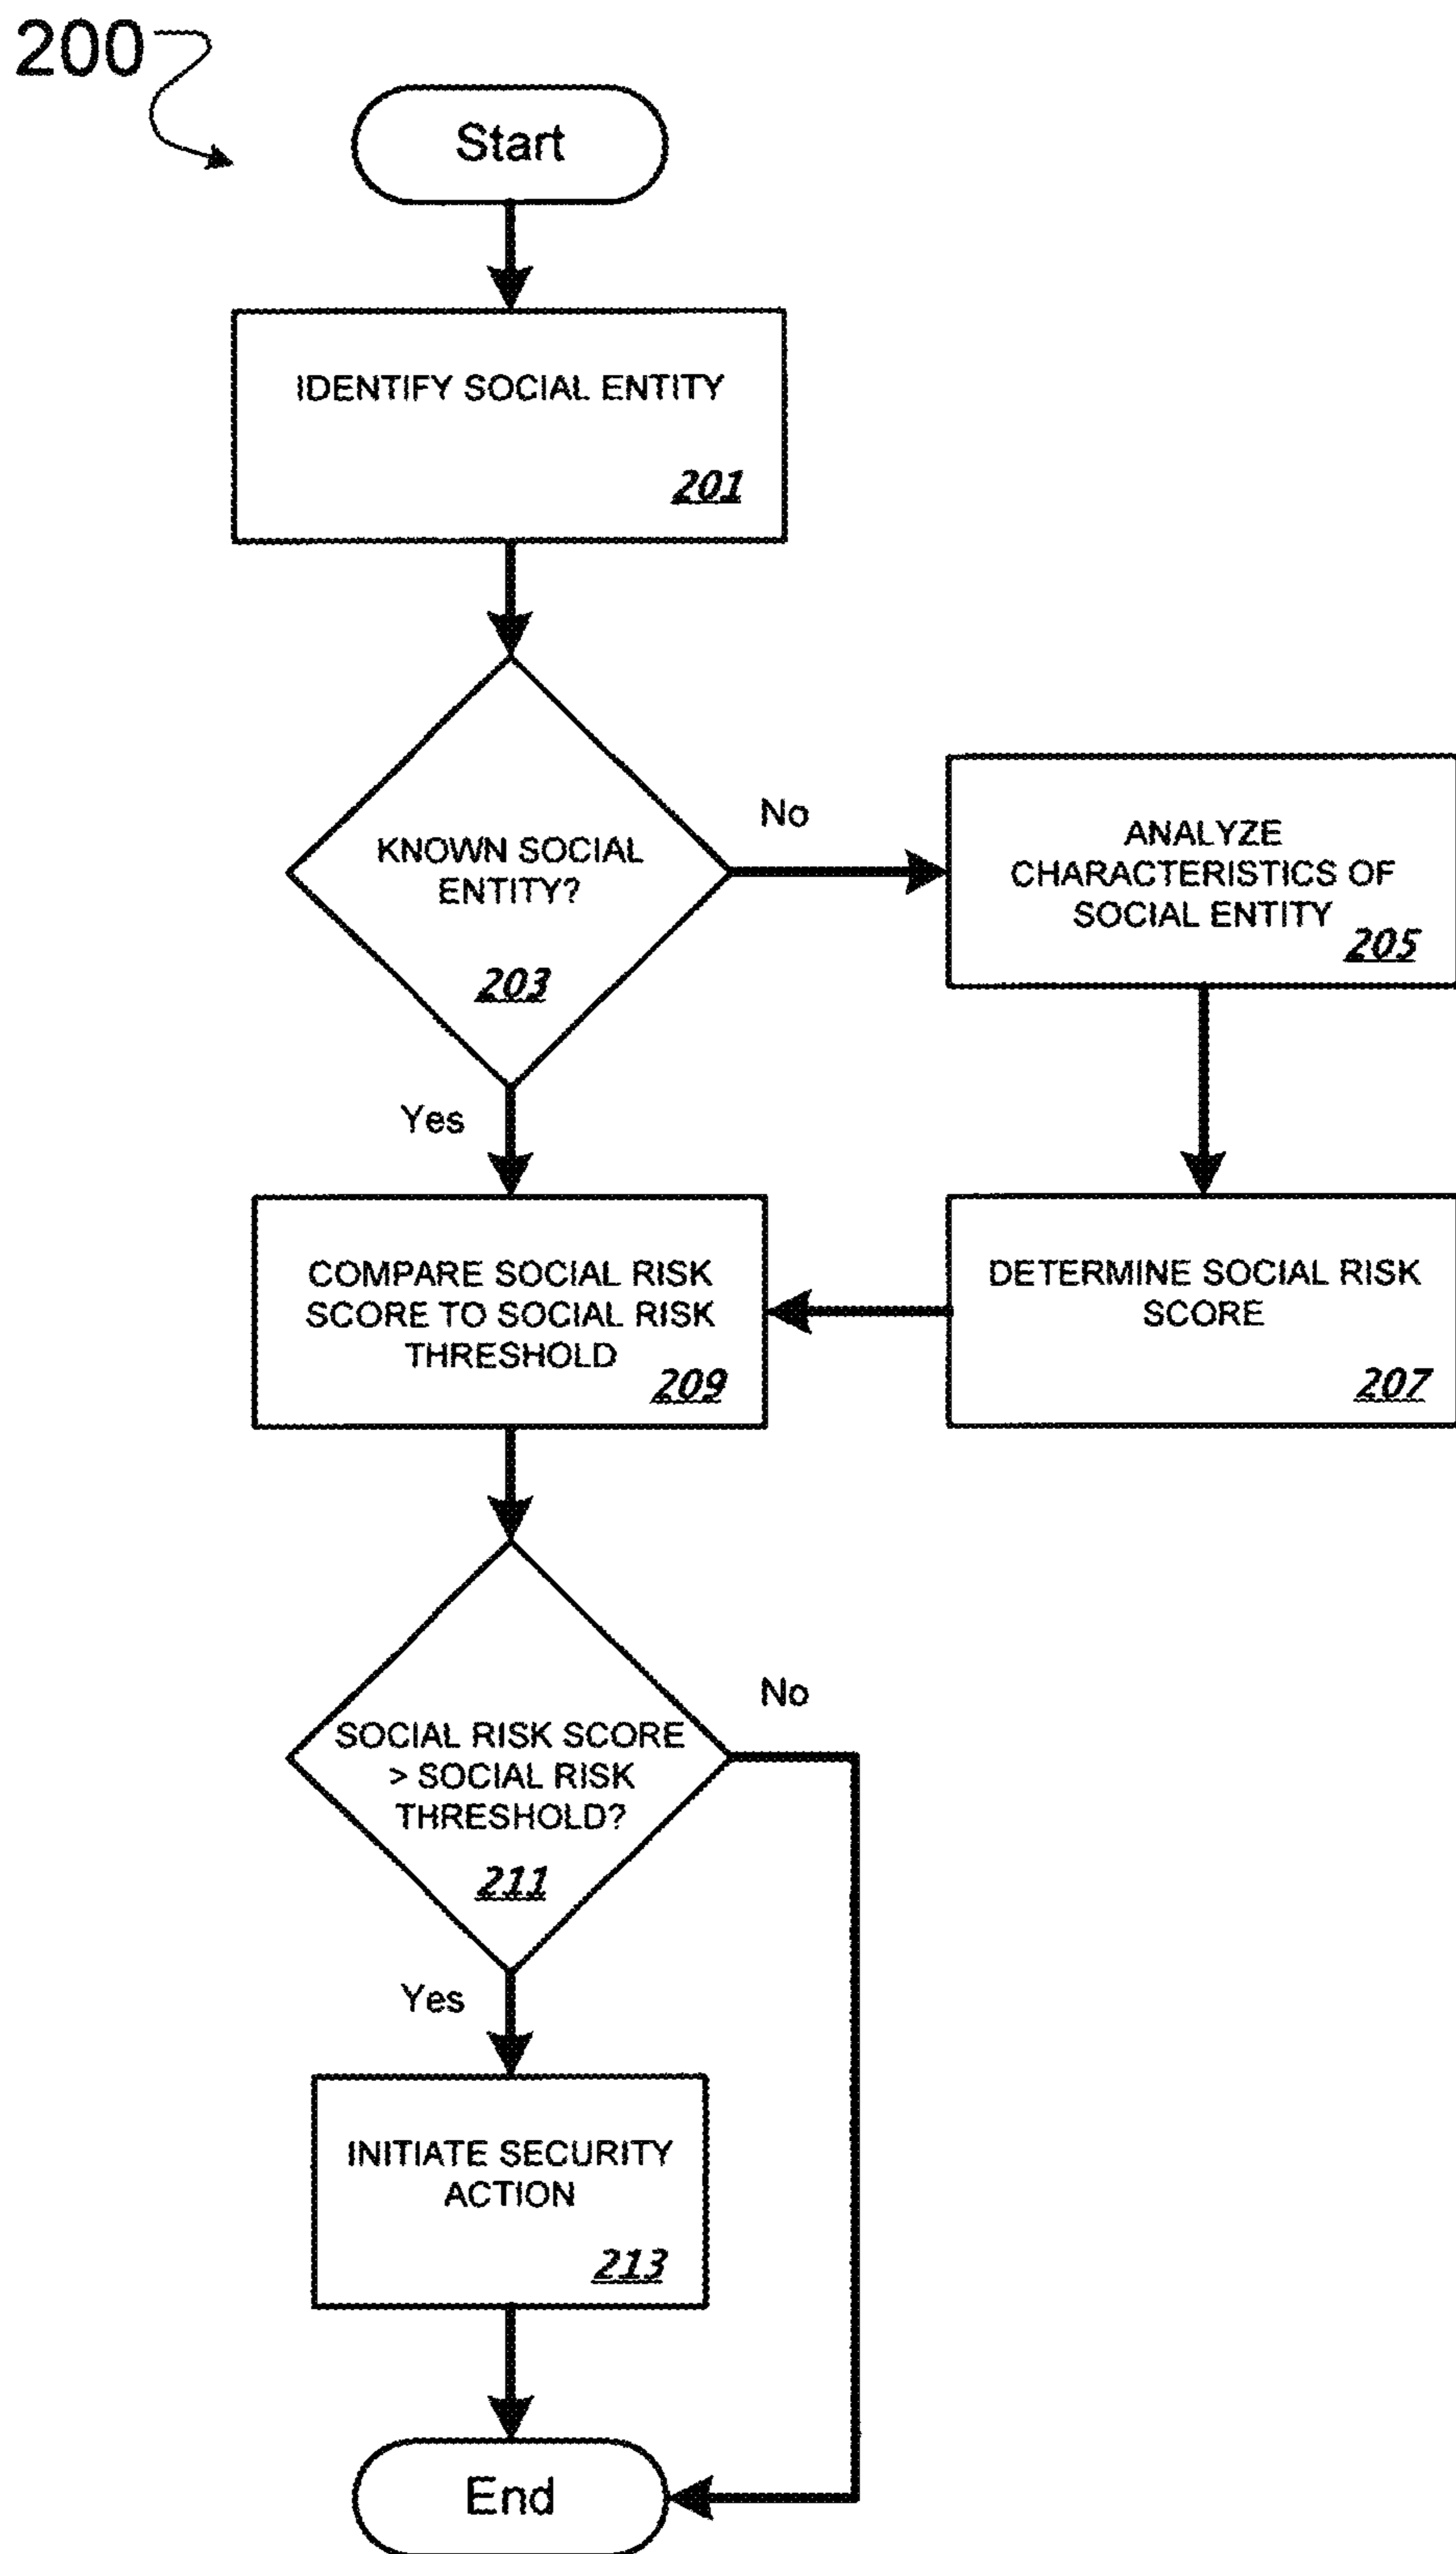 200
Start
IDENTIFY SOCIAL ENTITY
201
KNOWN SOCIAL
ENTITY?
203
No
Yes
ANALYZE
CHARACTERISTICS OF
SOCIAL ENTITY
205
DETERMINE SOCIAL RISK
SCORE
207
COMPARE SOCIAL RISK
SCORE TO SOCIAL RISK
THRESHOLD
209
SOCIAL RISK SCORE
> SOCIAL RISK
THRESHOLD?
211
No
Yes
INITIATE SECURITY
ACTION
213
End